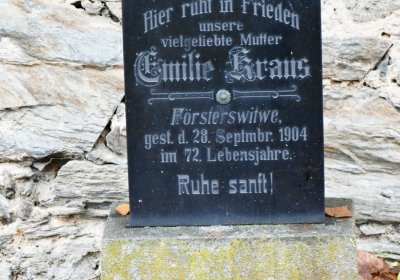 Hier ruht in Frieden
unsere
vielgeliebte Mutter
Emilie Kraus
Försterswitwe,
gest. d. 28. Septmbr. 1904
im 72. Lebensjahre.
Ruhe sanft!